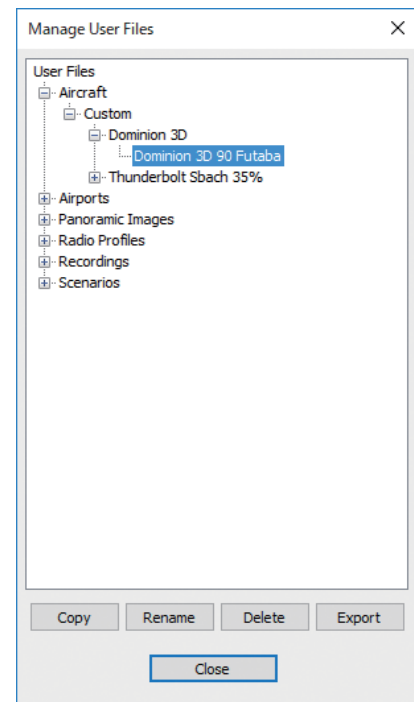 Manage User Files
User Files
Aircraft
Custom
Dominion 3D
Dominion 3D 90 Futaba
Thunderbolt Sbach 35%
Airports
Panoramic Images
Radio Profiles
Recordings
Scenarios
Copy Rename Delete Export
Close